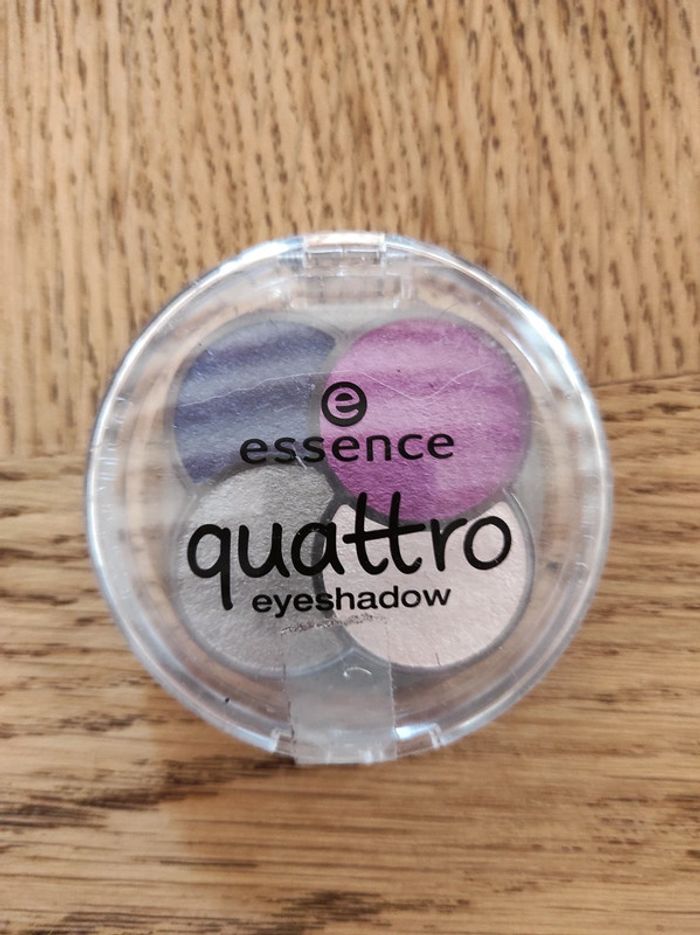 e
essence
quattro
eyeshadow